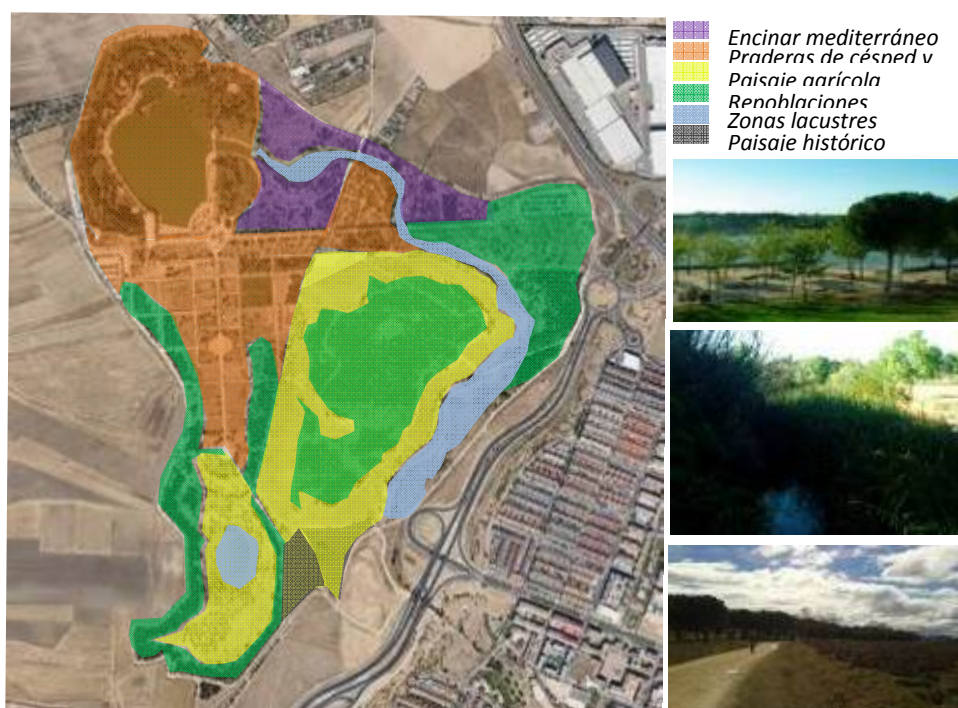 Encinar mediterráneo
Praderas de césped y
Paisaje agrícola
Repoblaciones
Zonas lacustres
Paisaje histórico